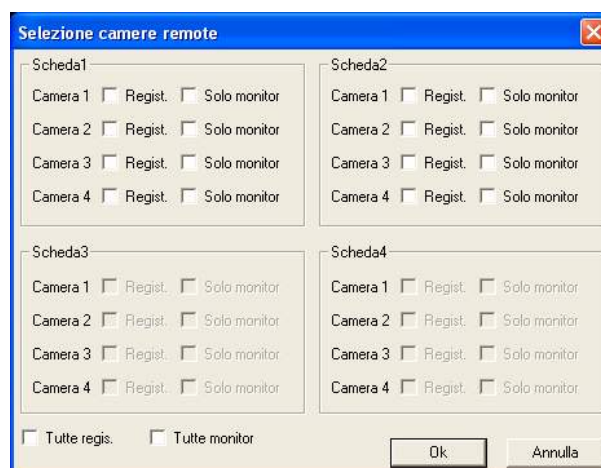 Selezione camere remote
Scheda1
Camera 1 Regist. Solo monitor
Camera 2 Regist. Solo monitor
Camera 3 Regist. Solo monitor
Camera 4 Regist. Solo monitor
Scheda2
Camera 1 Regist. Solo monitor
Camera 2 Regist. Solo monitor
Camera 3 Regist. Solo monitor
Camera 4 Regist. Solo monitor
Scheda3
Camera 1 Regist. Solo monitor
Camera 2 Regist. Solo monitor
Camera 3 Regist. Solo monitor
Camera 4 Regist. Solo monitor
Scheda4
Camera 1 Regist. Solo monitor
Camera 2 Regist. Solo monitor
Camera 3 Regist. Solo monitor
Camera 4 Regist. Solo monitor
Tutte regis. Tutte monitor
Ok Annulla